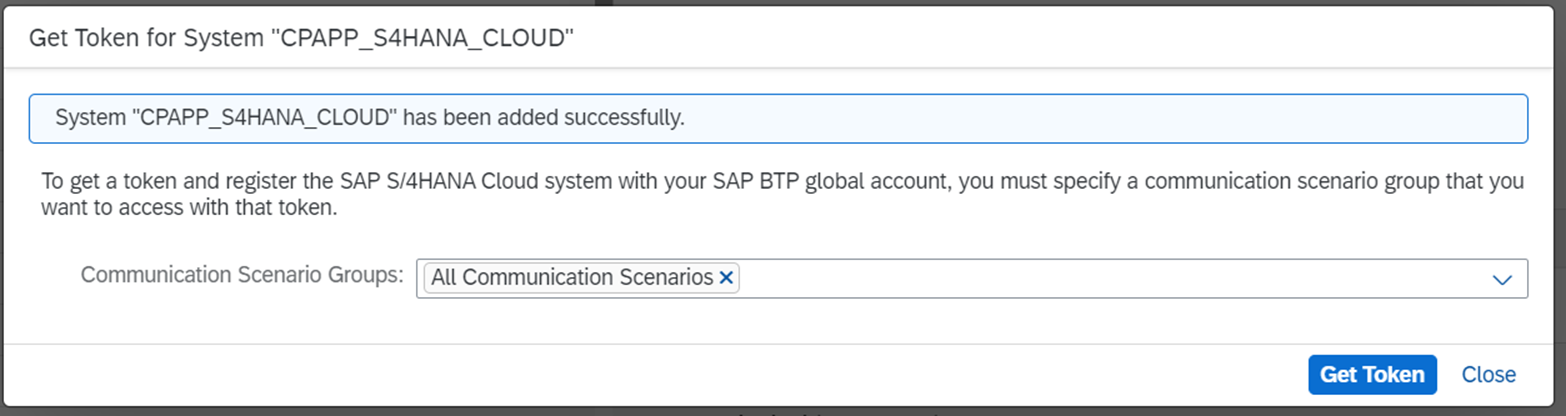 Get Token for System "CPAPP_S4HANA_CLOUD"
System "CPAPP_S4HANA_CLOUD" has been added successfully.
To get a token and register the SAP S/4HANA Cloud system with your SAP BTP global account, you must specify a communication scenario group that you
want to access with that token.
Communication Scenario Groups: All Communication Scenarios
Get Token Close